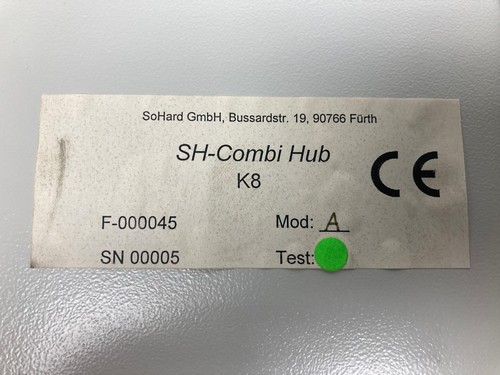 SoHard GmbH, Bussardstr. 19, 90766 Fürth
SH-Combi Hub
K8
CE
F-000045 Mod: A
SN 00005 Test: